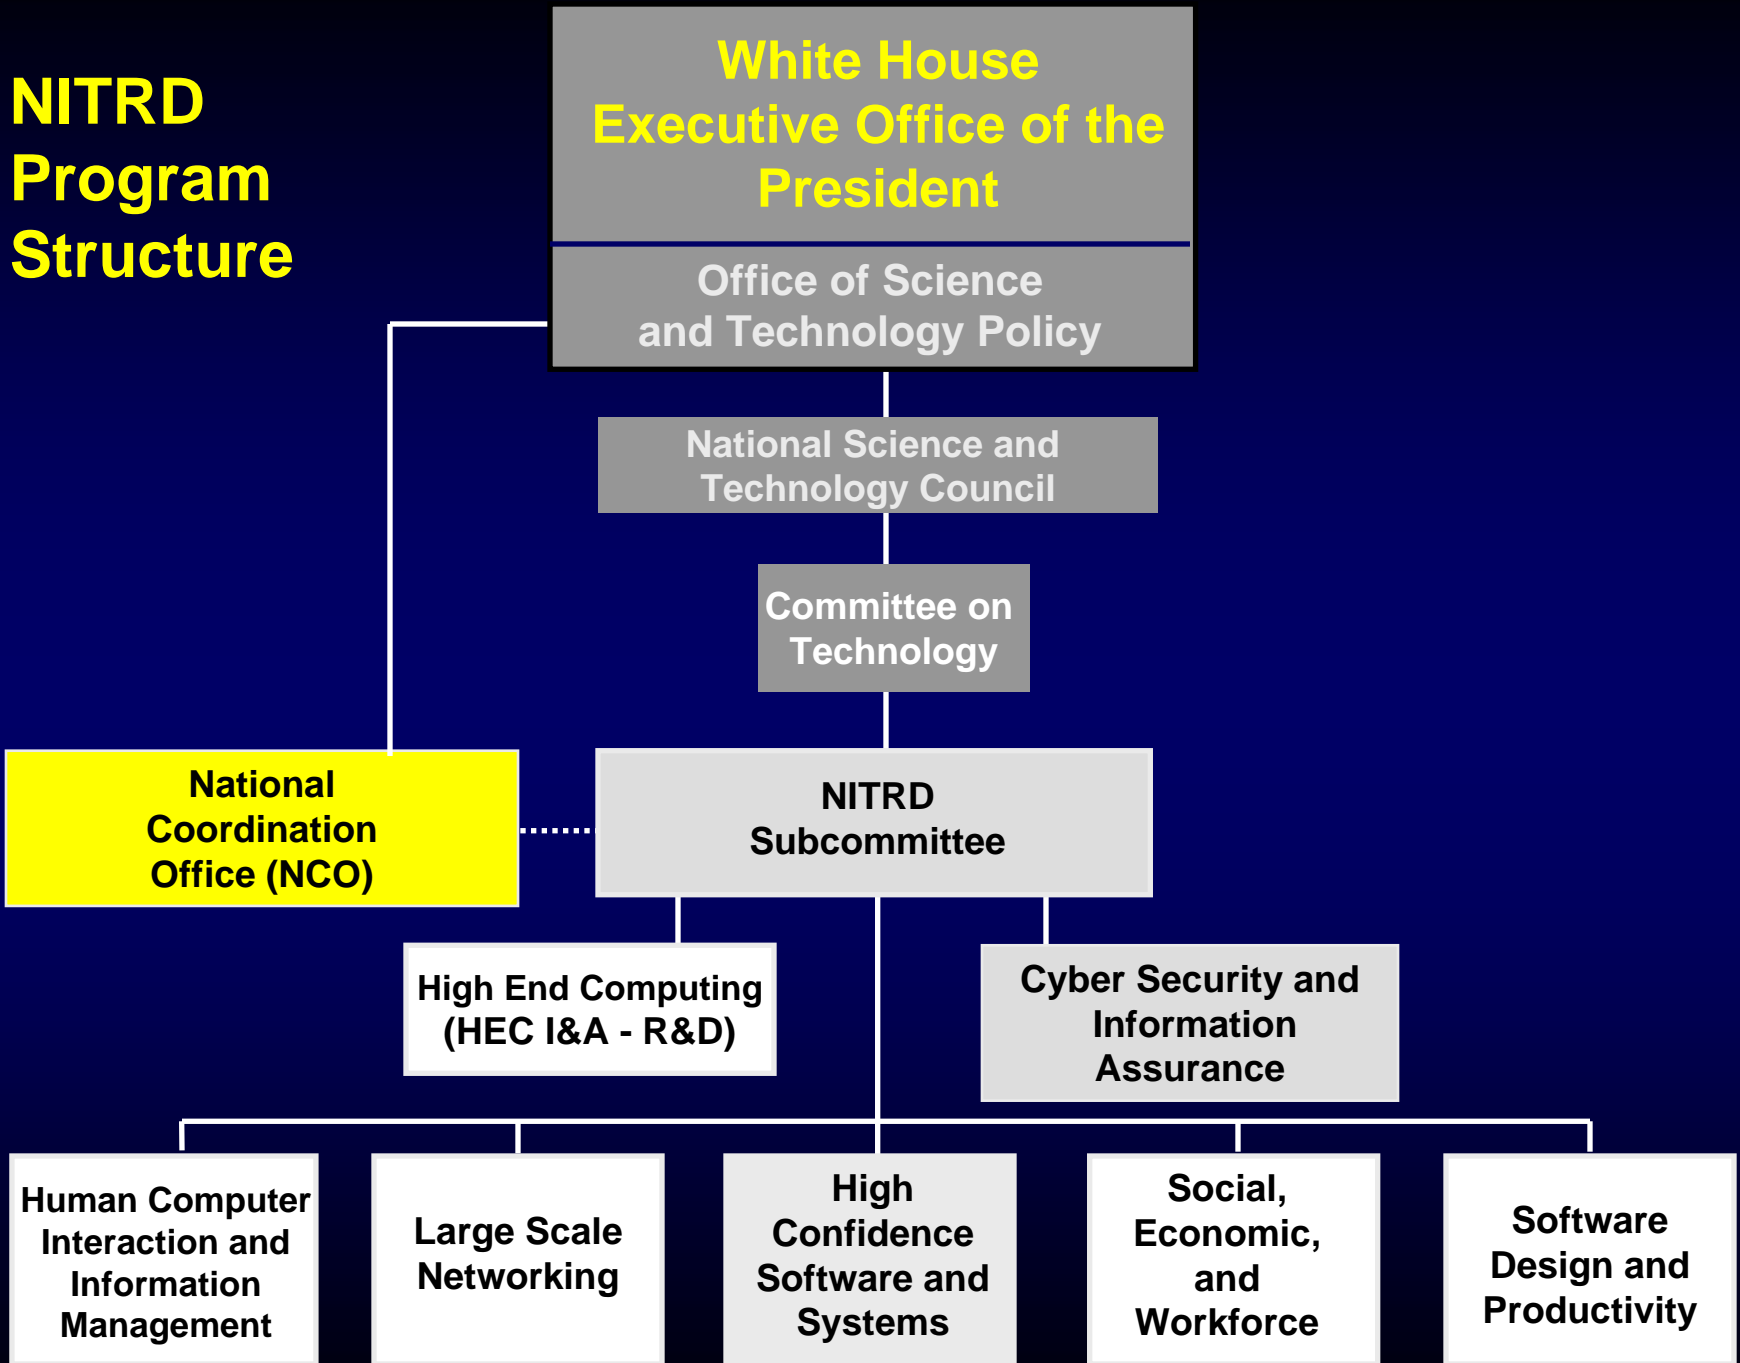 NITRD
Program
Structure
White House
Executive Office of the
President
Office of Science
and Technology Policy
National Science and
Technology Council
Committee on
Technology
National
Coordination
Office (NCO)
NITRD
Subcommittee
High End Computing
(HEC I&A - R&D)
Cyber Security and
Information
Assurance
Human Computer
Interaction and
Information
Management
Large Scale
Networking
High
Confidence
Software and
Systems
Social,
Economic,
and
Workforce
Software
Design and
Productivity